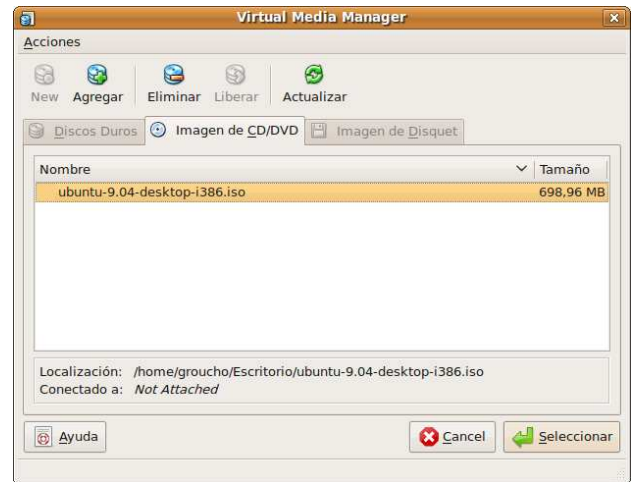 Virtual Media Manager
Acciones
New Agregar Eliminar Liberar Actualizar
Discos Duros Imagen de CD/DVD Imagen de Disquet
Nombre Tamaño
ubuntu-9.04-desktop-i386.iso 698,96 MB
Localización: /home/groucho/Escritorio/ubuntu-9.04-desktop-i386.iso
Conectado a: Not Attached
Ayuda Cancel Seleccionar